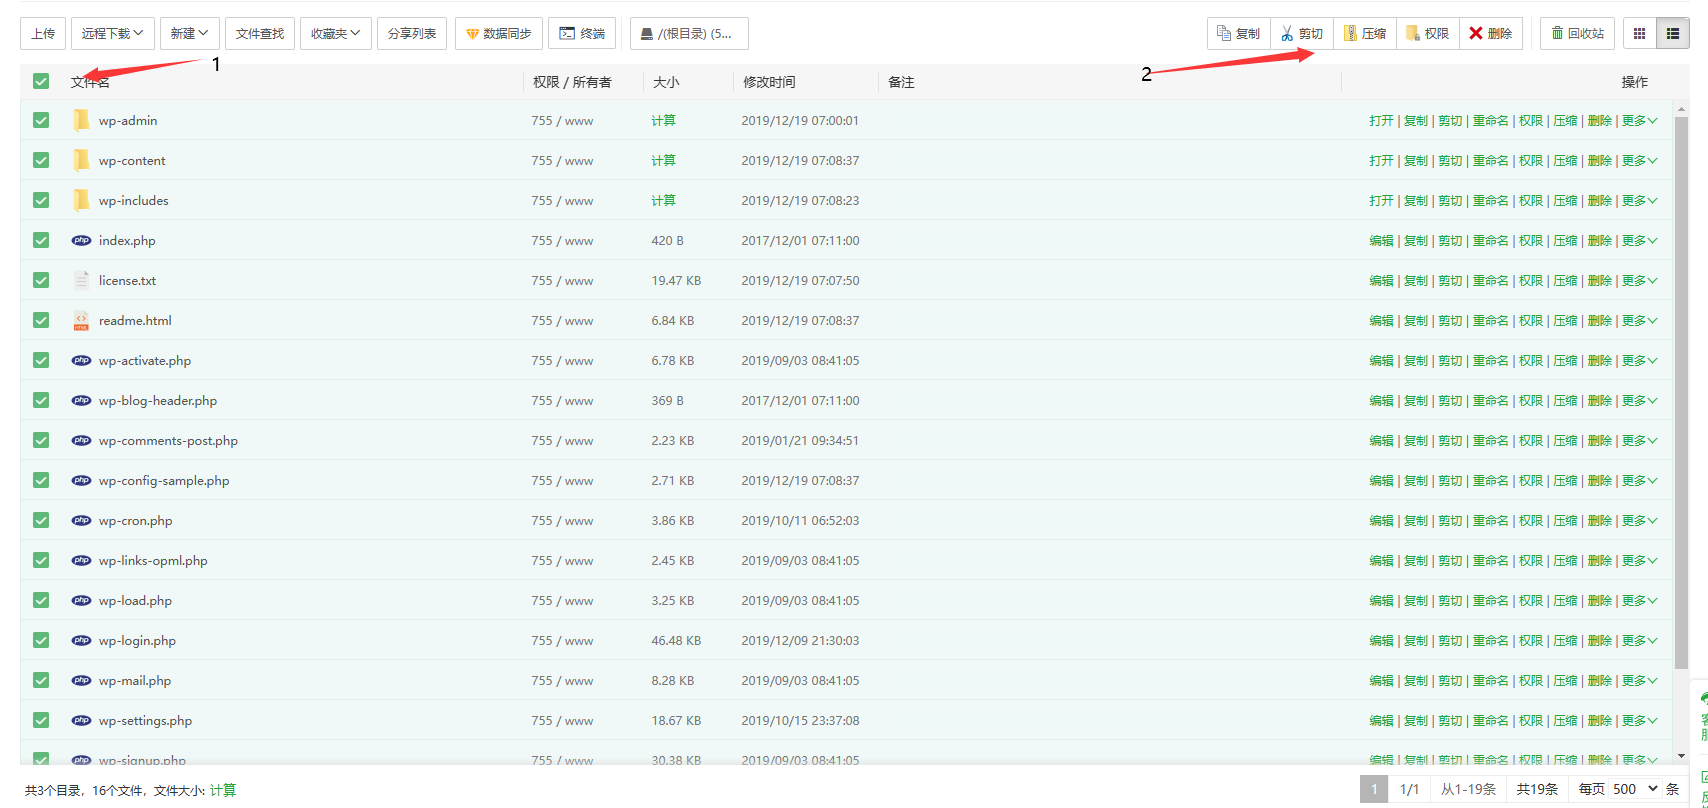 上传 远程下载 新建 文件查找 收藏夹 分享列表 数据同步 终端 /(根目录) (5... 复制 剪切 压缩 权限 删除 回收站
1 2
文件名 权限 / 所有者 大小 修改时间 备注 操作
wp-admin 755 / www 计算 2019/12/19 07:00:01 打开 | 复制 | 剪切 | 重命名 | 权限 | 压缩 | 删除 | 更多
wp-content 755 / www 计算 2019/12/19 07:08:37 打开 | 复制 | 剪切 | 重命名 | 权限 | 压缩 | 删除 | 更多
wp-includes 755 / www 计算 2019/12/19 07:08:23 打开 | 复制 | 剪切 | 重命名 | 权限 | 压缩 | 删除 | 更多
php index.php 755 / www 420 B 2017/12/01 07:11:00 编辑 | 复制 | 剪切 | 重命名 | 权限 | 压缩 | 删除 | 更多
license.txt 755 / www 19.47 KB 2019/12/19 07:07:50 编辑 | 复制 | 剪切 | 重命名 | 权限 | 压缩 | 删除 | 更多
HTML readme.html 755 / www 6.84 KB 2019/12/19 07:08:37 编辑 | 复制 | 剪切 | 重命名 | 权限 | 压缩 | 删除 | 更多
php wp-activate.php 755 / www 6.78 KB 2019/09/03 08:41:05 编辑 | 复制 | 剪切 | 重命名 | 权限 | 压缩 | 删除 | 更多
php wp-blog-header.php 755 / www 369 B 2017/12/01 07:11:00 编辑 | 复制 | 剪切 | 重命名 | 权限 | 压缩 | 删除 | 更多
php wp-comments-post.php 755 / www 2.23 KB 2019/01/21 09:34:51 编辑 | 复制 | 剪切 | 重命名 | 权限 | 压缩 | 删除 | 更多
php wp-config-sample.php 755 / www 2.71 KB 2019/12/19 07:08:37 编辑 | 复制 | 剪切 | 重命名 | 权限 | 压缩 | 删除 | 更多
php wp-cron.php 755 / www 3.86 KB 2019/10/11 06:52:03 编辑 | 复制 | 剪切 | 重命名 | 权限 | 压缩 | 删除 | 更多
php wp-links-opml.php 755 / www 2.45 KB 2019/09/03 08:41:05 编辑 | 复制 | 剪切 | 重命名 | 权限 | 压缩 | 删除 | 更多
php wp-load.php 755 / www 3.25 KB 2019/09/03 08:41:05 编辑 | 复制 | 剪切 | 重命名 | 权限 | 压缩 | 删除 | 更多
php wp-login.php 755 / www 46.48 KB 2019/12/09 21:30:03 编辑 | 复制 | 剪切 | 重命名 | 权限 | 压缩 | 删除 | 更多
php wp-mail.php 755 / www 8.28 KB 2019/09/03 08:41:05 编辑 | 复制 | 剪切 | 重命名 | 权限 | 压缩 | 删除 | 更多
php wp-settings.php 755 / www 18.67 KB 2019/10/15 23:37:08 编辑 | 复制 | 剪切 | 重命名 | 权限 | 压缩 | 删除 | 更多
php wp-signup.php 755 / www 30.38 KB 2019/09/03 08:41:05 编辑 | 复制 | 剪切 | 重命名 | 权限 | 压缩 | 删除 | 更多
共3个目录，16个文件，文件大小: 计算 1 1/1 从1-19条 共19条 每页 500 条